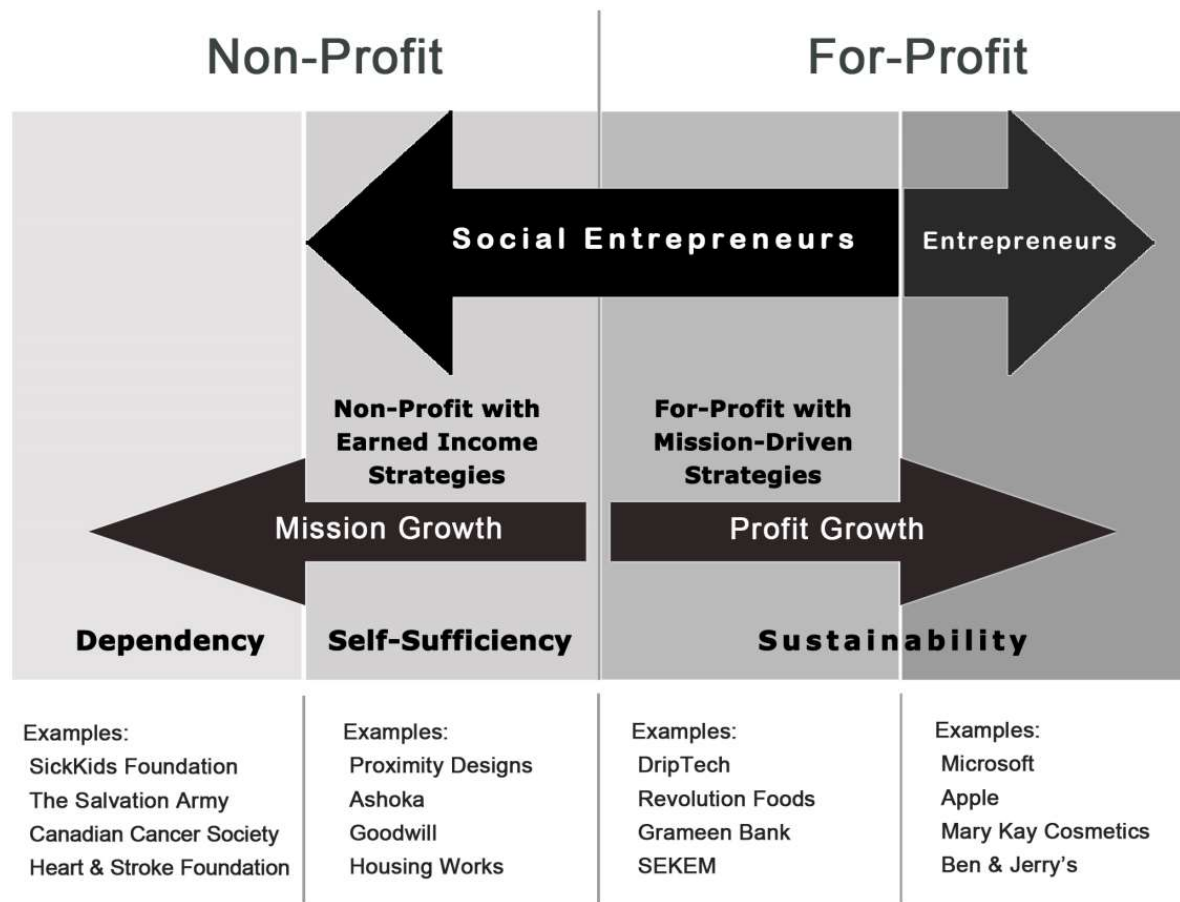 Non-Profit
For-Profit
Social Entrepreneurs
Entrepreneurs
Non-Profit with
Earned Income
Strategies
For-Profit with
Mission-Driven
Strategies
Mission Growth
Profit Growth
Dependency
Self-Sufficiency
Sustainability
Examples:
SickKids Foundation
The Salvation Army
Canadian Cancer Society
Heart & Stroke Foundation
Examples:
Proximity Designs
Ashoka
Goodwill
Housing Works
Examples:
DripTech
Revolution Foods
Grameen Bank
SEKEM
Examples:
Microsoft
Apple
Mary Kay Cosmetics
Ben & Jerry's